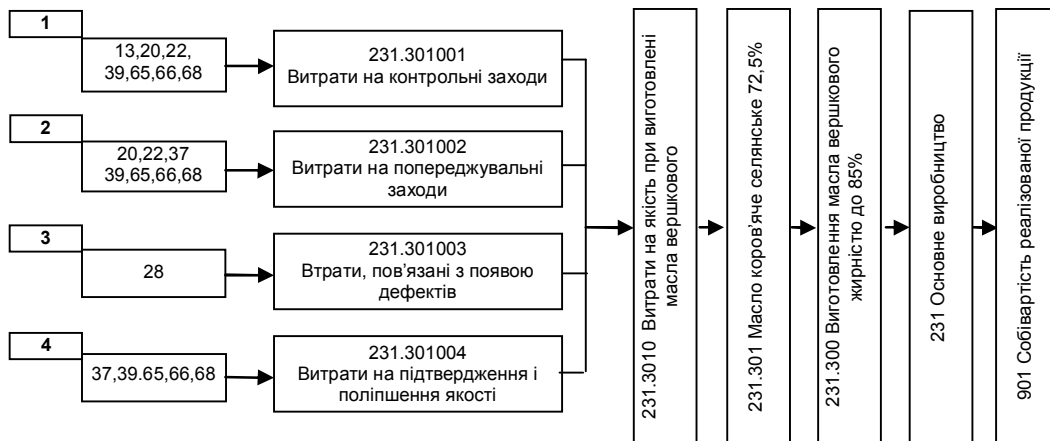 1
13,20,22,
39,65,66,68
231.301001
Витрати на контрольні заходи
2
20,22,37
39,65,66,68
231.301002
Витрати на попереджувальні
заходи
3
28
231.301003
Втрати, пов’язані з появою
дефектів
4
37,39.65,66,68
231.301004
Витрати на підтвердження і
поліпшення якості
231.3010 Витрати на якість при виготовлені
масла вершкового
231.301 Масло коров’яче селянське 72,5%
231.300 Виготовлення масла вершкового
жирністю до 85%
231 Основне виробництво
901 Собівартість реалізованої продукції